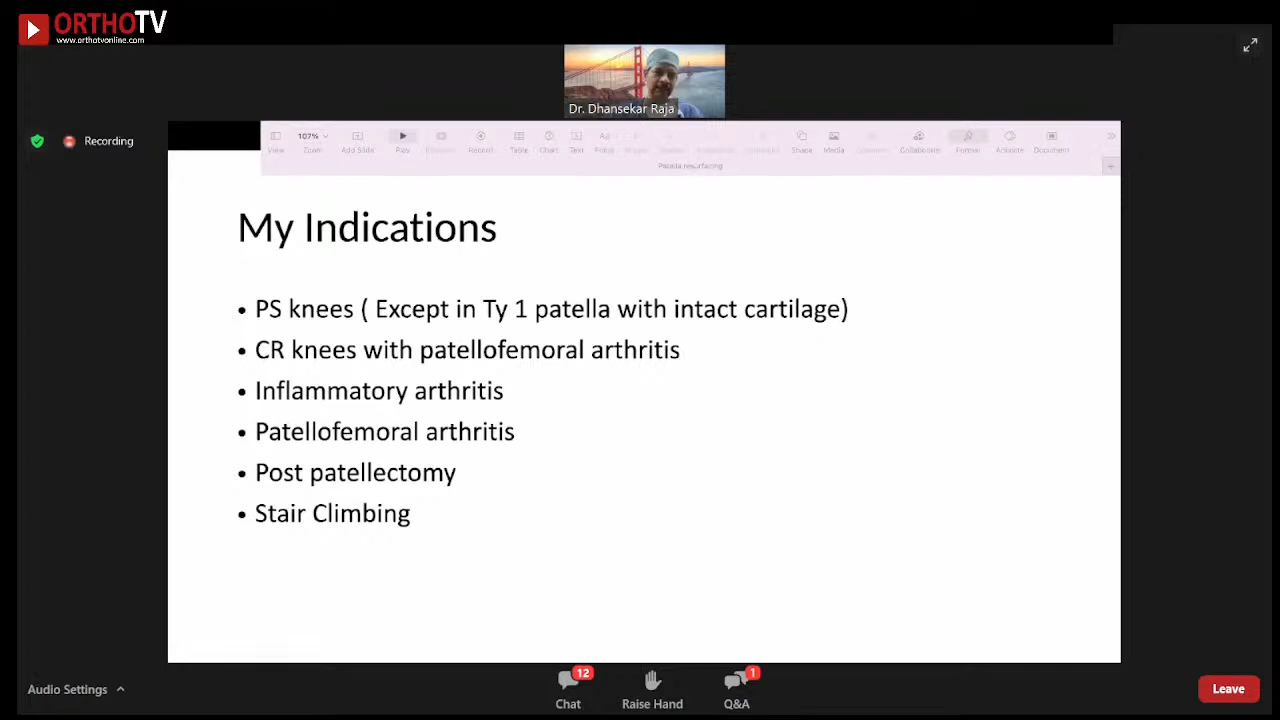 ORTHOTV
www.orthotvonline.com
Dr. Dhansekar Raja
Recording
107%
View
Zoom
Add Slide
Play
Record
Table
Chart
Text
Shape
Media
Collaborate
Format
Animate
Document
Patella resurfacing
My Indications
• PS knees ( Except in Ty 1 patella with intact cartilage)
• CR knees with patellofemoral arthritis
• Inflammatory arthritis
• Patellofemoral arthritis
• Post patellectomy
• Stair Climbing
Audio Settings
12
Chat
Raise Hand
1
Q&A
Leave